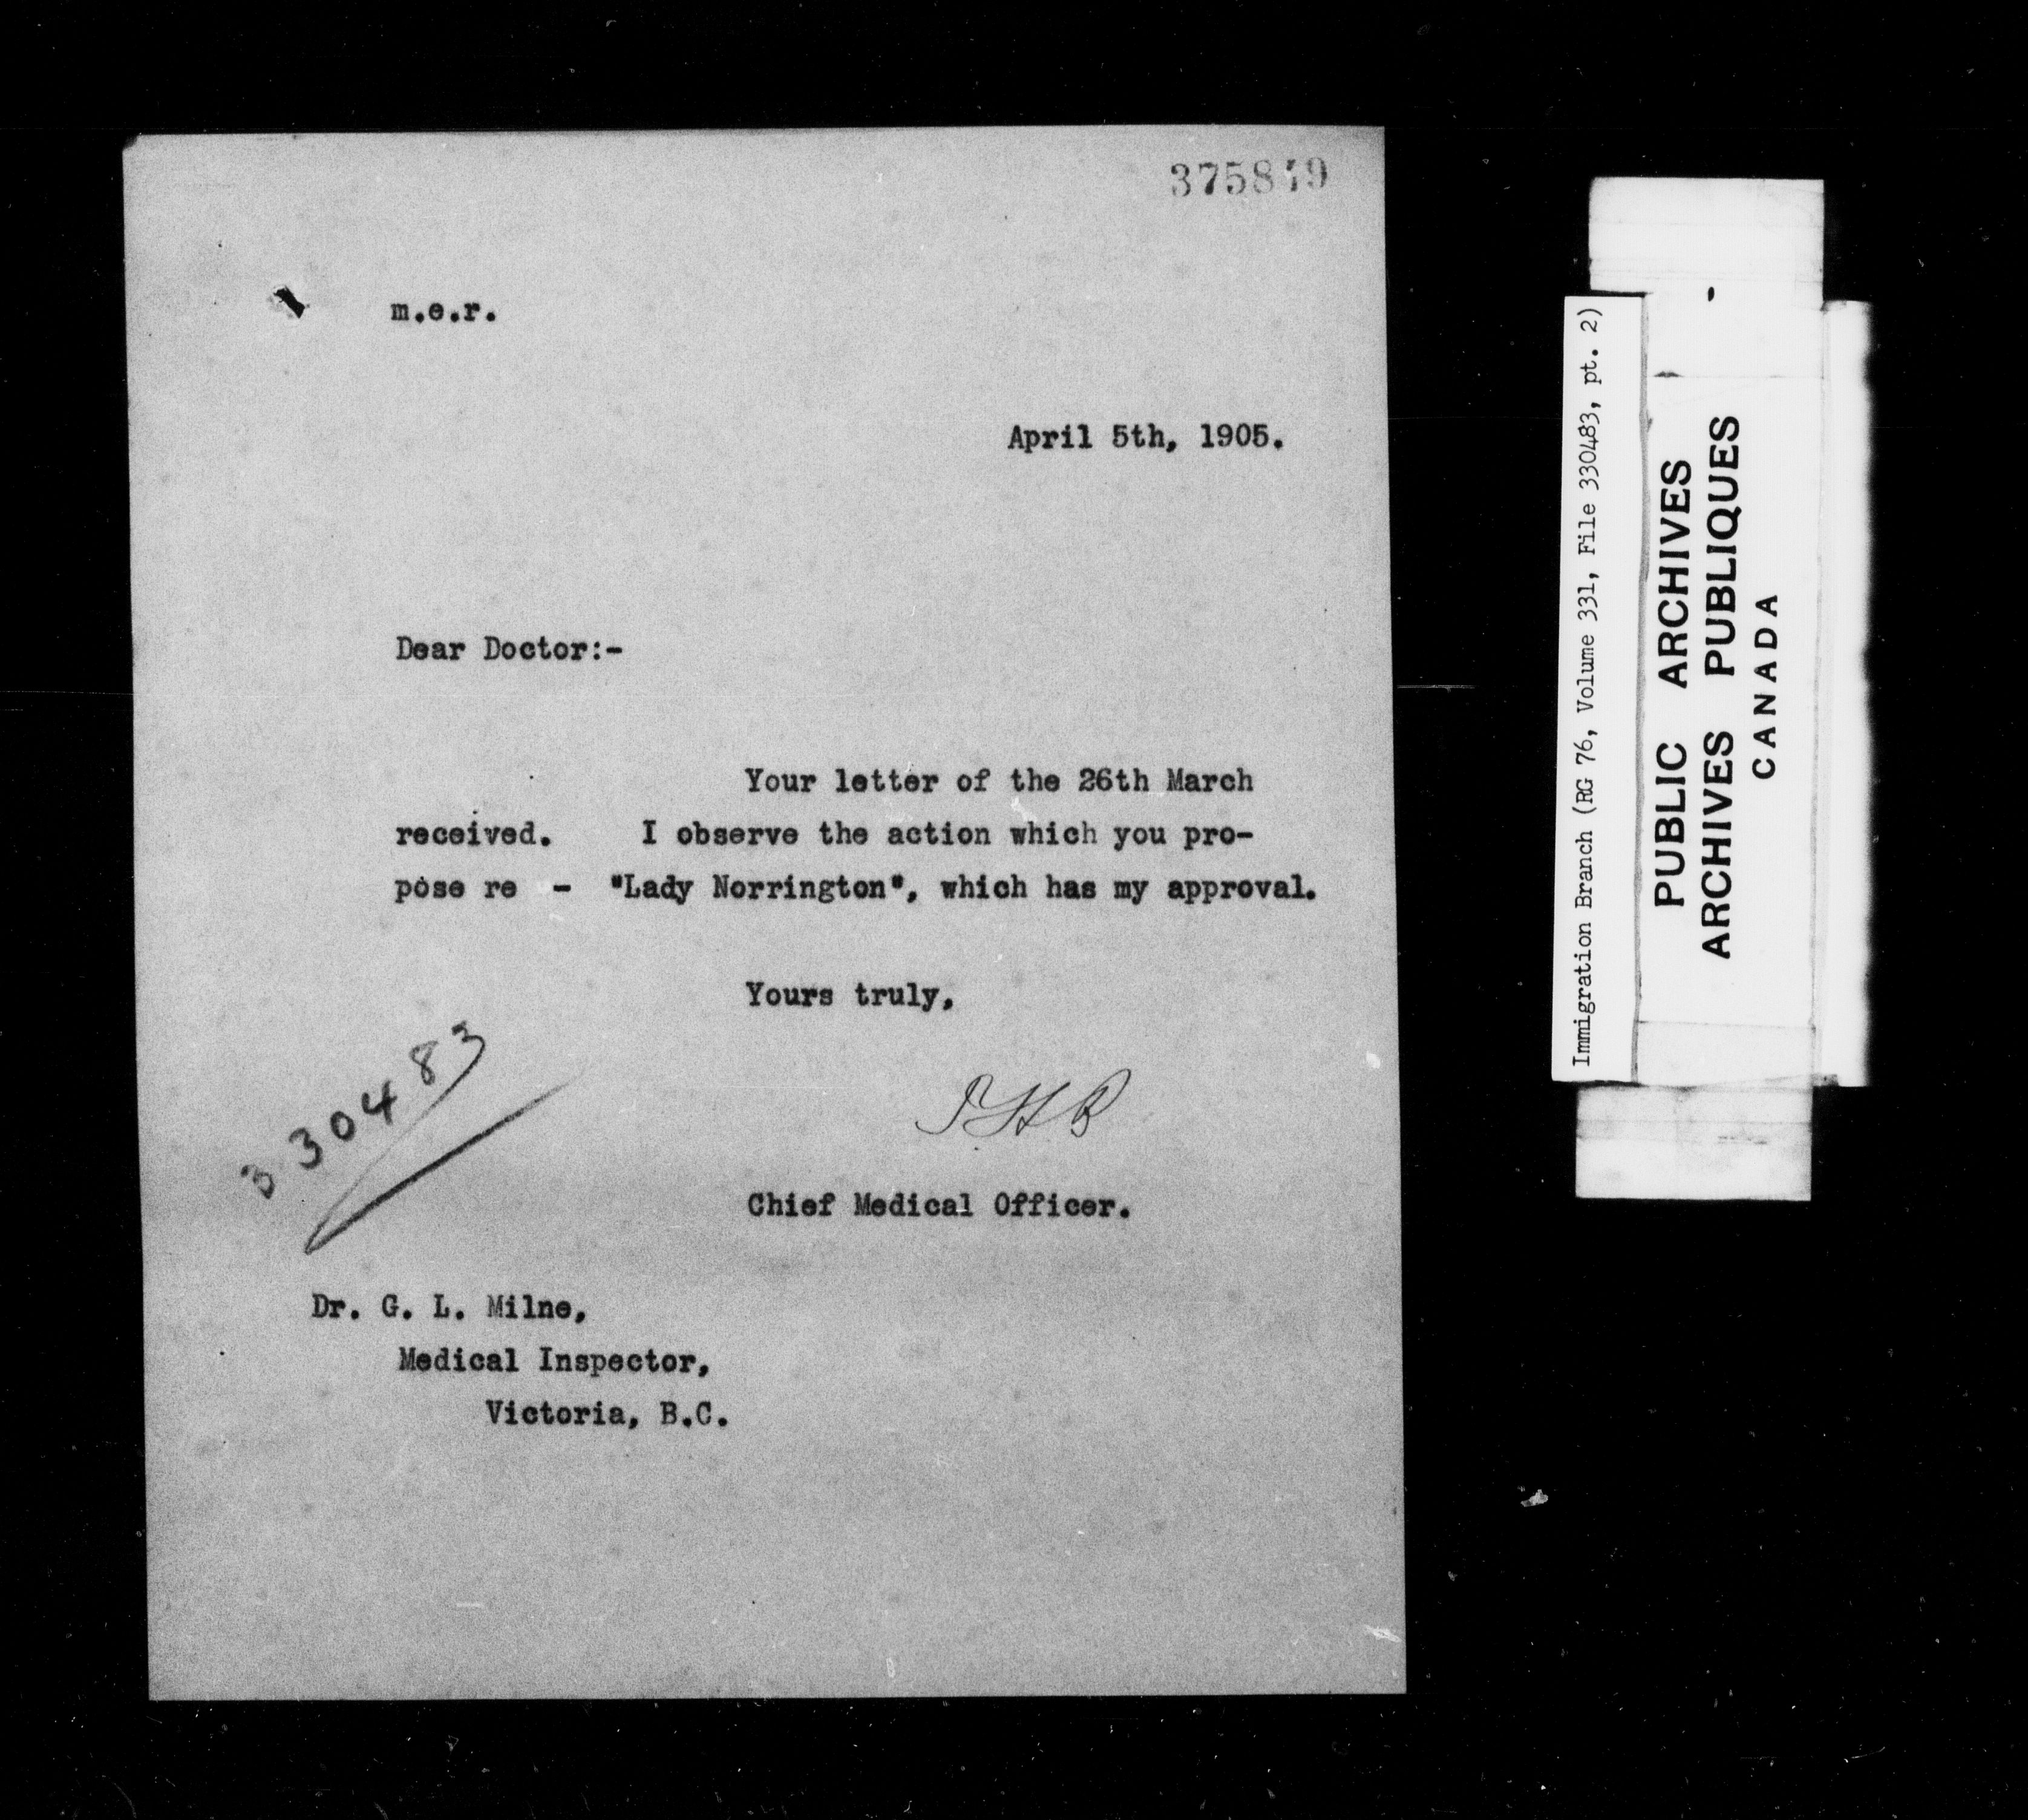 m.e.r.
April 5th, 1905.
Dear Doctor:-
Your letter of the 26th March
received. I observe the action which you pro-
pose re - "Lady Norrington", which has my approval.
Yours truly,
330483
Chief Medical Officer.
Dr. G. L. Milne,
Medical Inspector,
Victoria, B.C.
Immigration Branch (RG 76, Volume 331, File 330483, pt. 2)
PUBLIC ARCHIVES
ARCHIVES PUBLIQUES
CANADA